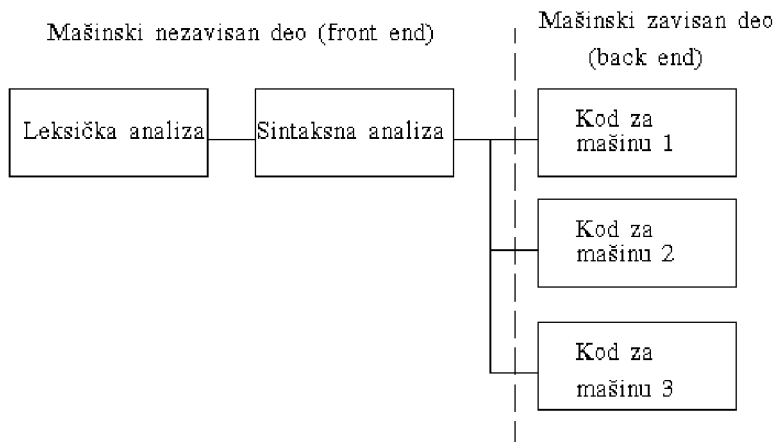 Mašinski nezavisan deo (front end)
Mašinski zavisan deo
(back end)
Leksička analiza
Sintaksna analiza
Kod za
mašinu 1
Kod za
mašinu 2
Kod za
mašinu 3